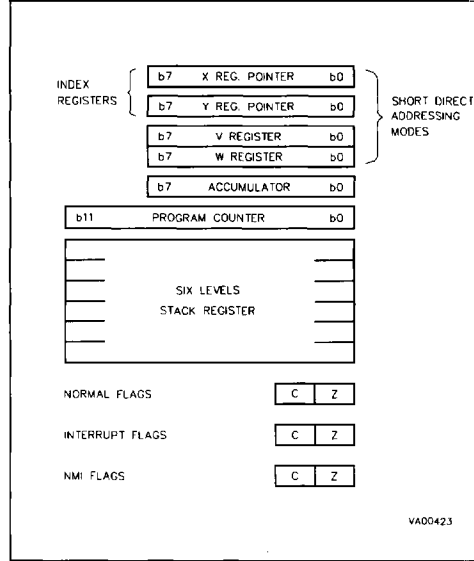 INDEX
REGISTERS
b7 X REG. POINTER b0
b7 Y REG. POINTER b0
b7 V REGISTER b0
b7 W REGISTER b0
SHORT DIRECT
ADDRESSING
MODES
b7 ACCUMULATOR b0
b11 PROGRAM COUNTER b0
SIX LEVELS
STACK REGISTER
NORMAL FLAGS C Z
INTERRUPT FLAGS C Z
NMI FLAGS C Z
VA00423